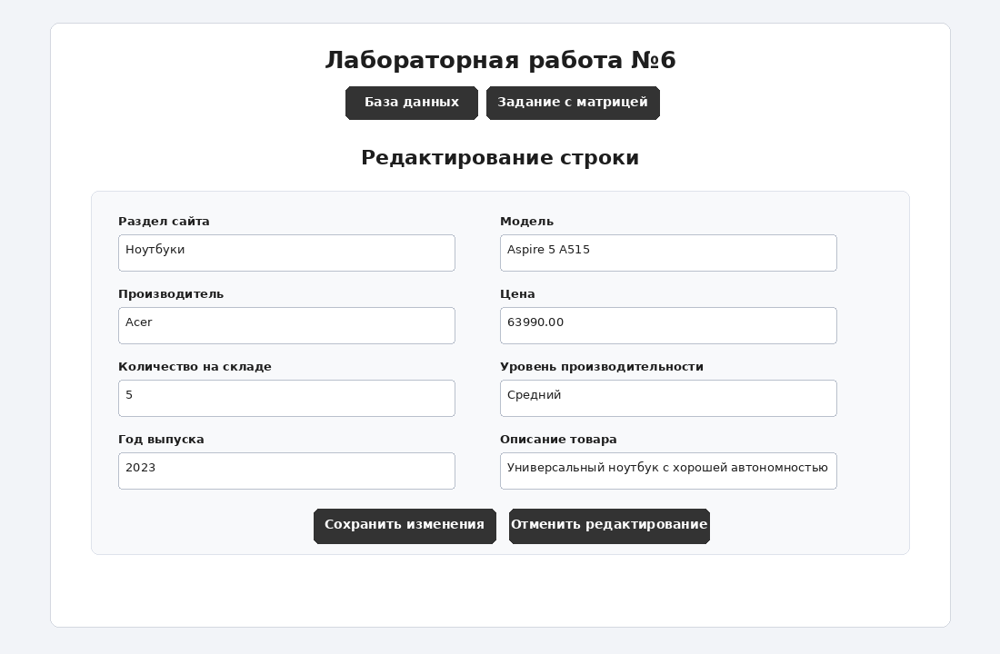 Лабораторная работа №6
База данных Задание с матрицей
Редактирование строки
Раздел сайта Модель
Ноутбуки Aspire 5 A515
Производитель Цена
Acer 63990.00
Количество на складе Уровень производительности
5 Средний
Год выпуска Описание товара
2023 Универсальный ноутбук с хорошей автономностью
Сохранить изменения Отменить редактирование